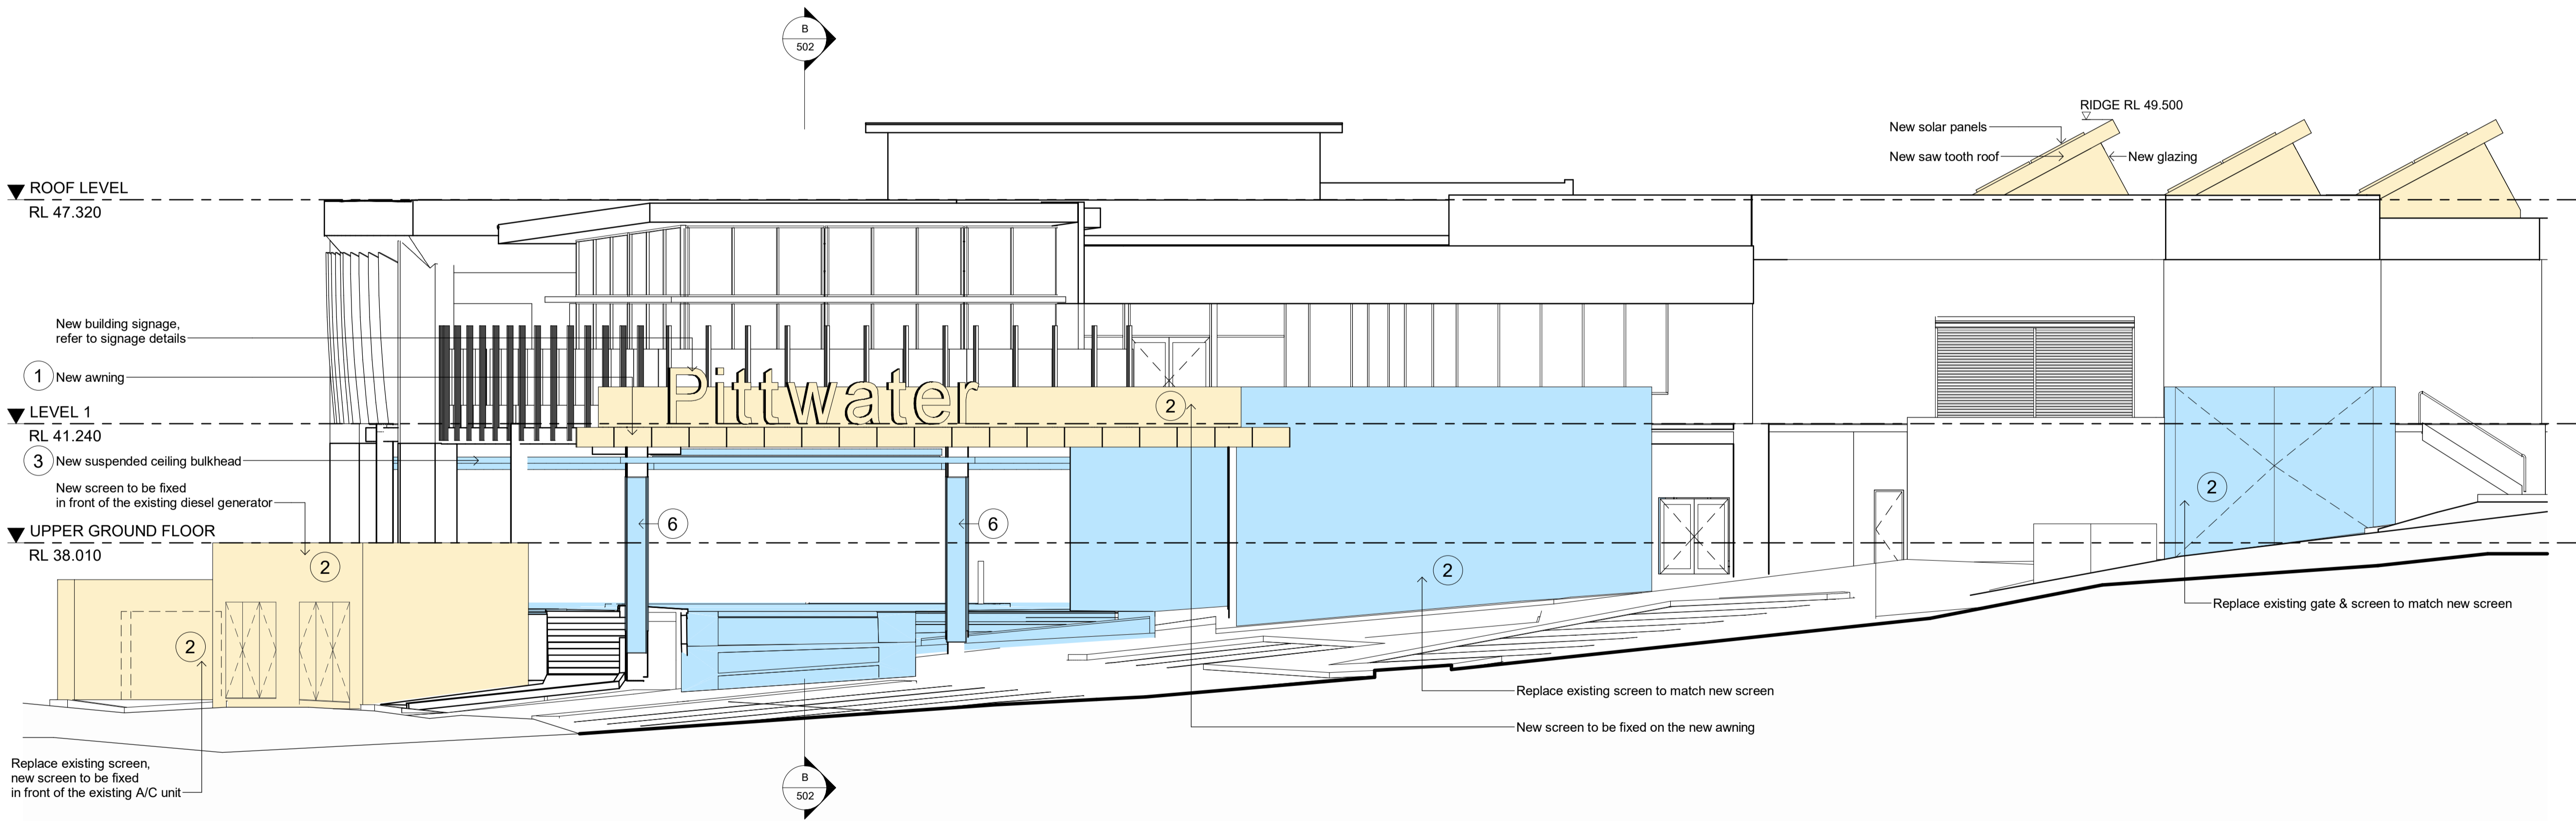 B
502
RIDGE RL 49.500
New solar panels
New saw tooth roof
New glazing
ROOF LEVEL
RL 47.320
New building signage,
refer to signage details
1 New awning
Pittwater
2
LEVEL 1
RL 41.240
3 New suspended ceiling bulkhead
New screen to be fixed
in front of the existing diesel generator
2
6
6
UPPER GROUND FLOOR
RL 38.010
2
2
Replace existing gate & screen to match new screen
2
Replace existing screen to match new screen
New screen to be fixed on the new awning
Replace existing screen,
new screen to be fixed
in front of the existing A/C unit
B
502